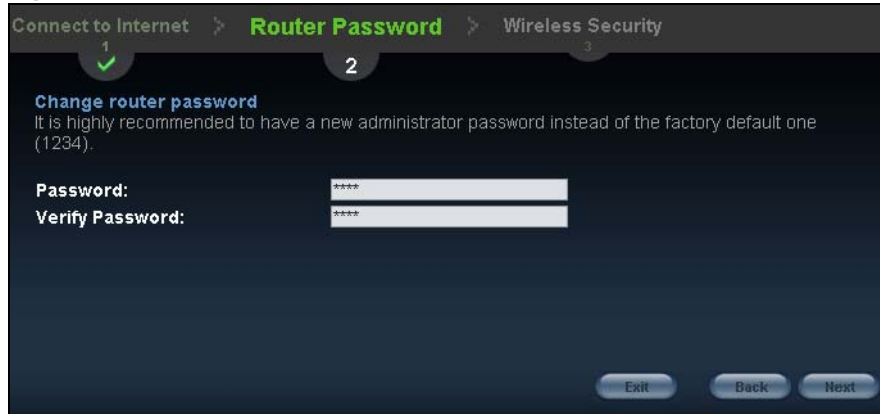 Connect to Internet > Router Password > Wireless Security
1 2 3
Change router password
It is highly recommended to have a new administrator password instead of the factory default one
(1234).
Password: ****
Verify Password: ****
Exit Back Next